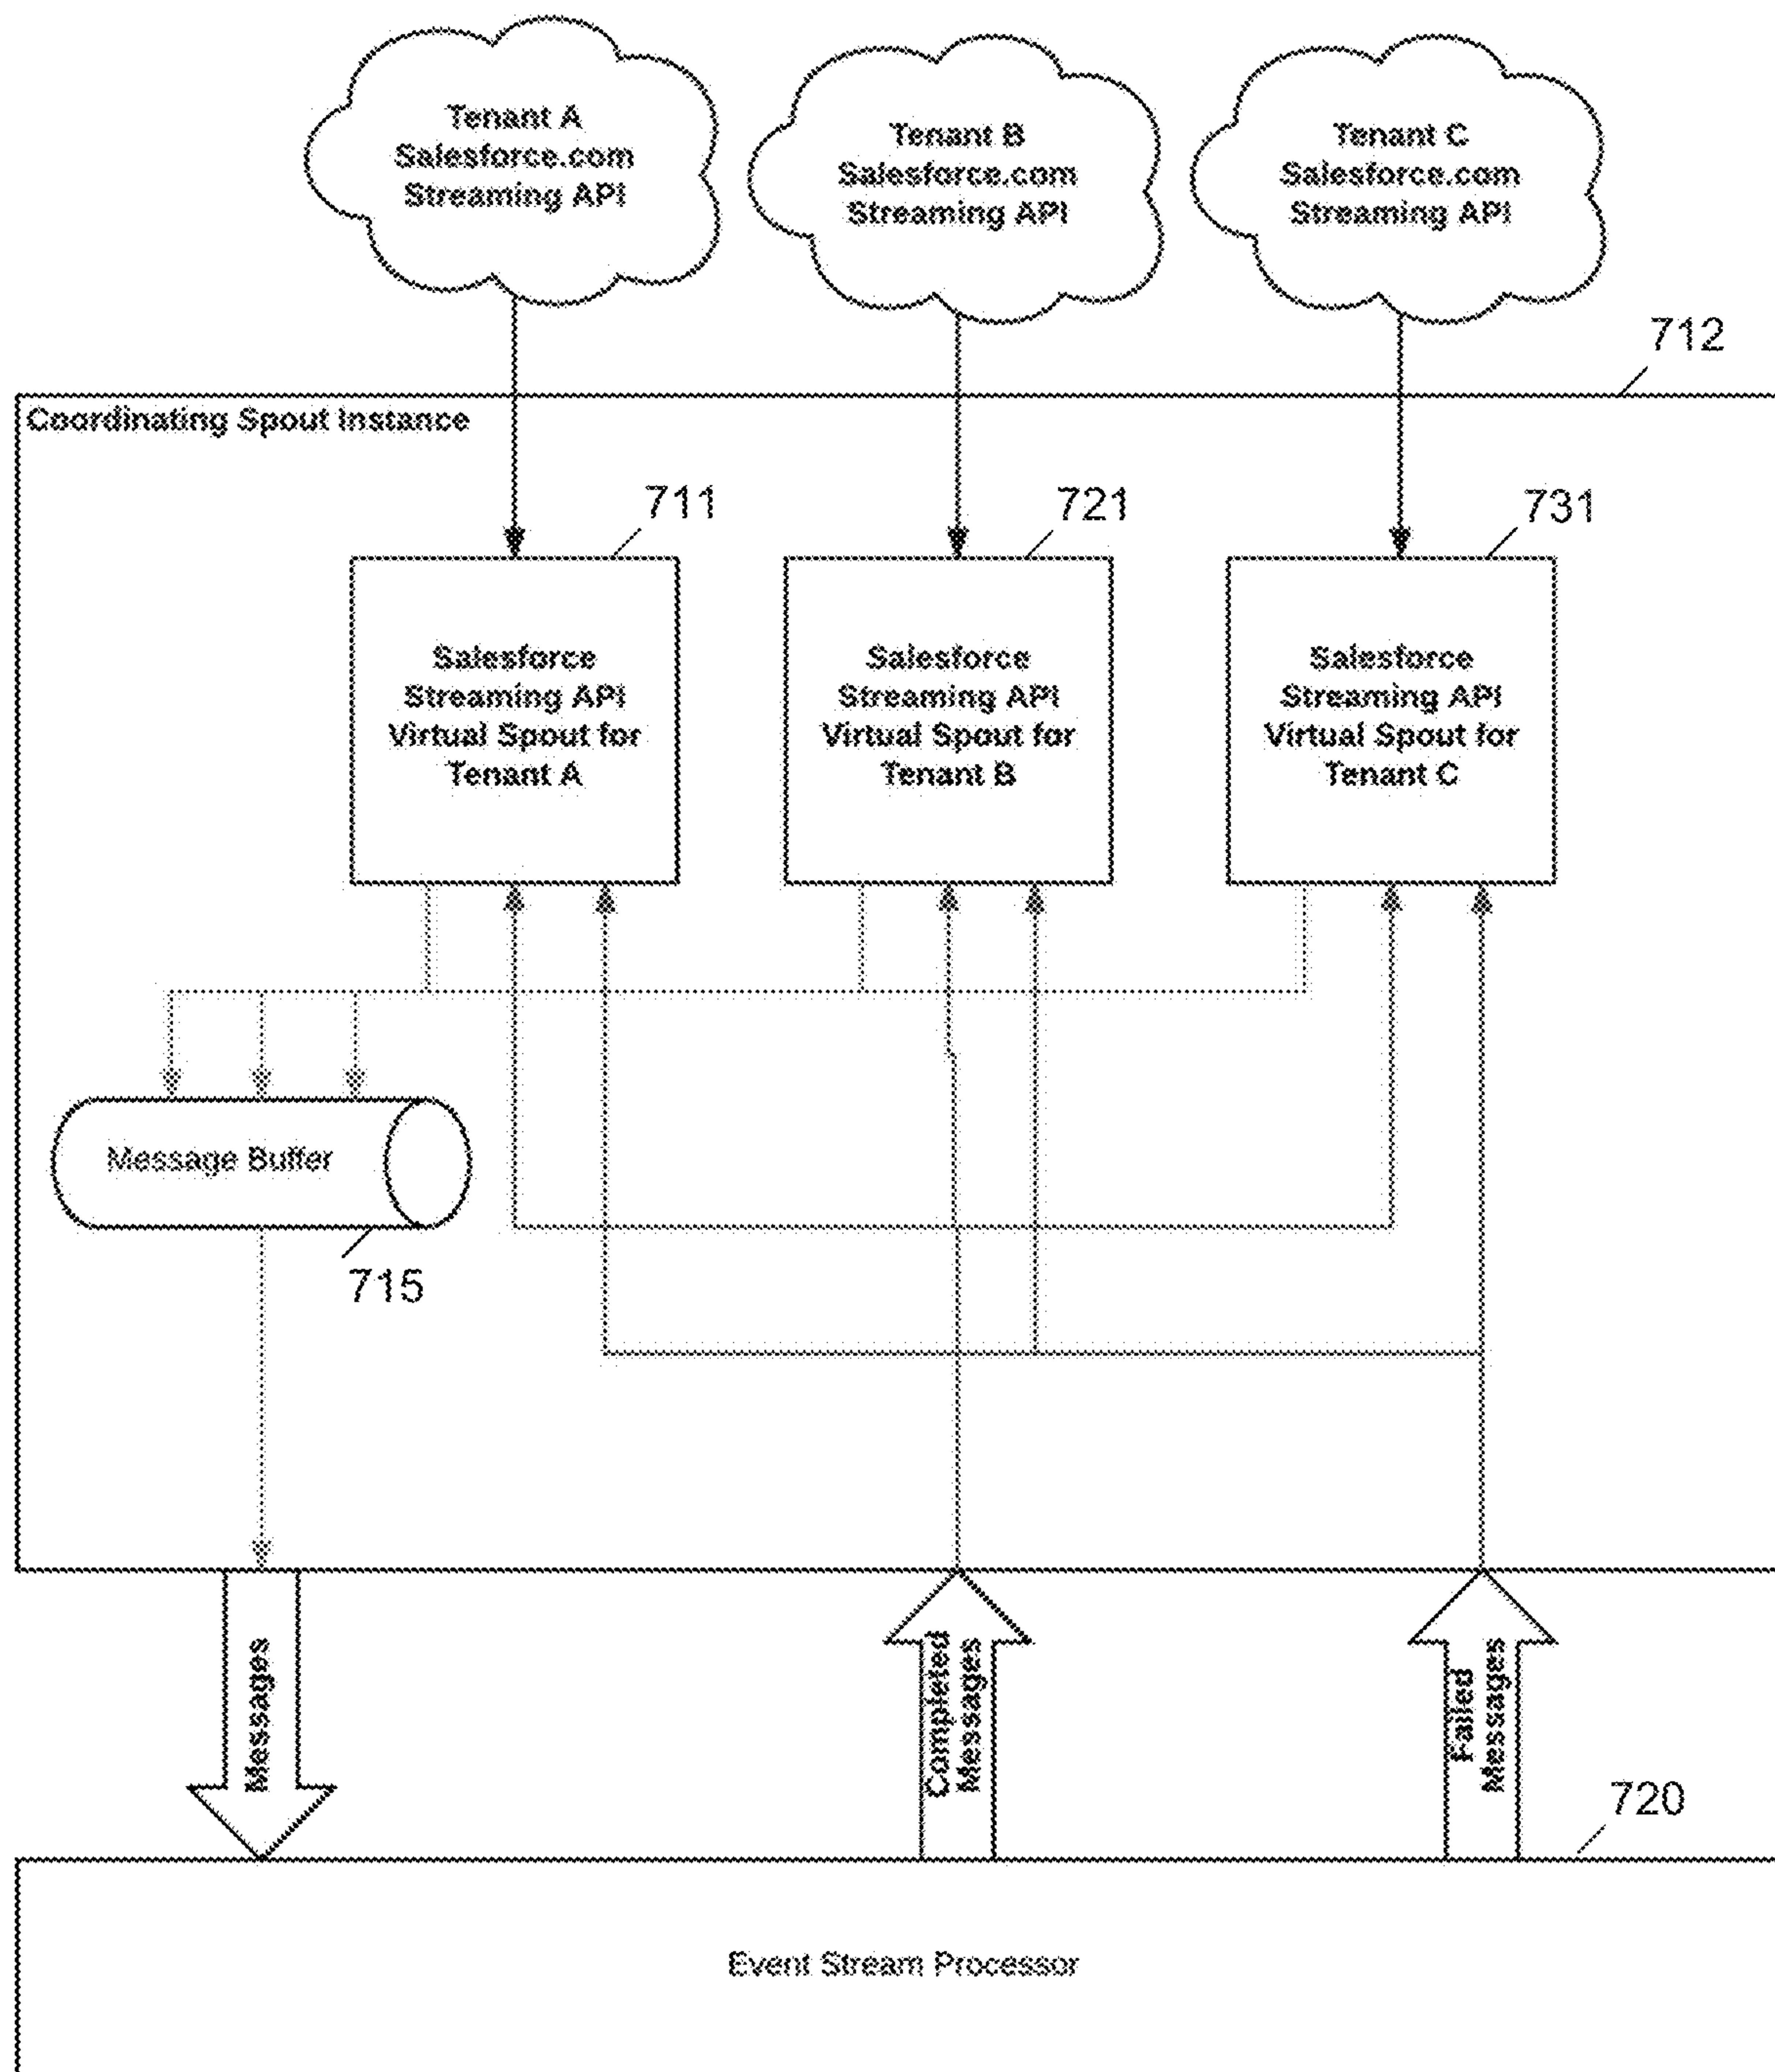 Tenant A
Salesforce.com
Streaming API
Tenant B
Salesforce.com
Streaming API
Tenant C
Salesforce.com
Streaming API
712
Coordinating Spout Instance
711
721
731
Salesforce
Streaming API
Virtual Spout for
Tenant A
Salesforce
Streaming API
Virtual Spout for
Tenant B
Salesforce
Streaming API
Virtual Spout for
Tenant C
Message Buffer
715
Messages
Completed
Messages
Failed
Messages
720
Event Stream Processor